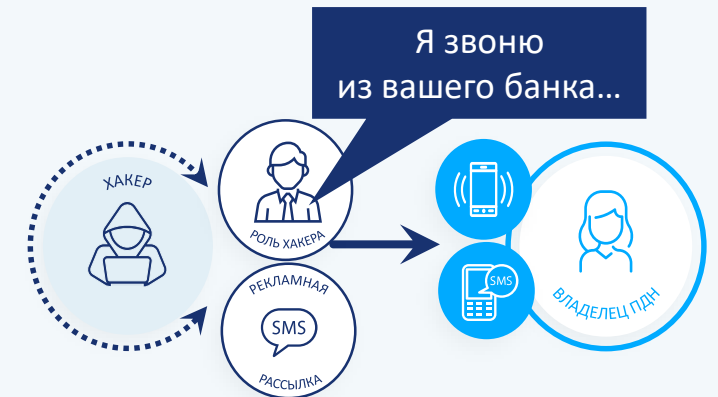 Я звоню
из вашего банка...
ХАКЕР
РОЛЬ ХАКЕРА
РЕКЛАМНАЯ
SMS
РАССЫЛКА
SMS
ВЛАДЕЛЕЦ ПДН